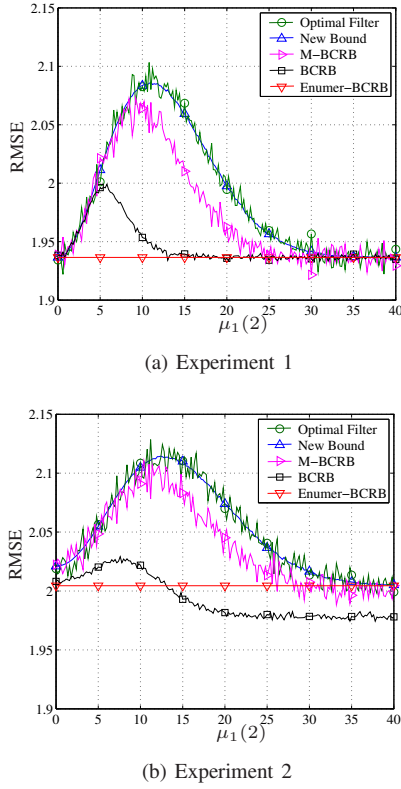 2.15
2.1
2.05
2
1.95
1.9
RMSE
Optimal Filter
New Bound
M-BCRB
BCRB
Enumer-BCRB
0 5 10 15 20 25 30 35 40
μ₁(2)
(a) Experiment 1
2.15
2.1
2.05
2
1.95
1.9
RMSE
Optimal Filter
New Bound
M-BCRB
BCRB
Enumer-BCRB
0 5 10 15 20 25 30 35 40
μ₁(2)
(b) Experiment 2